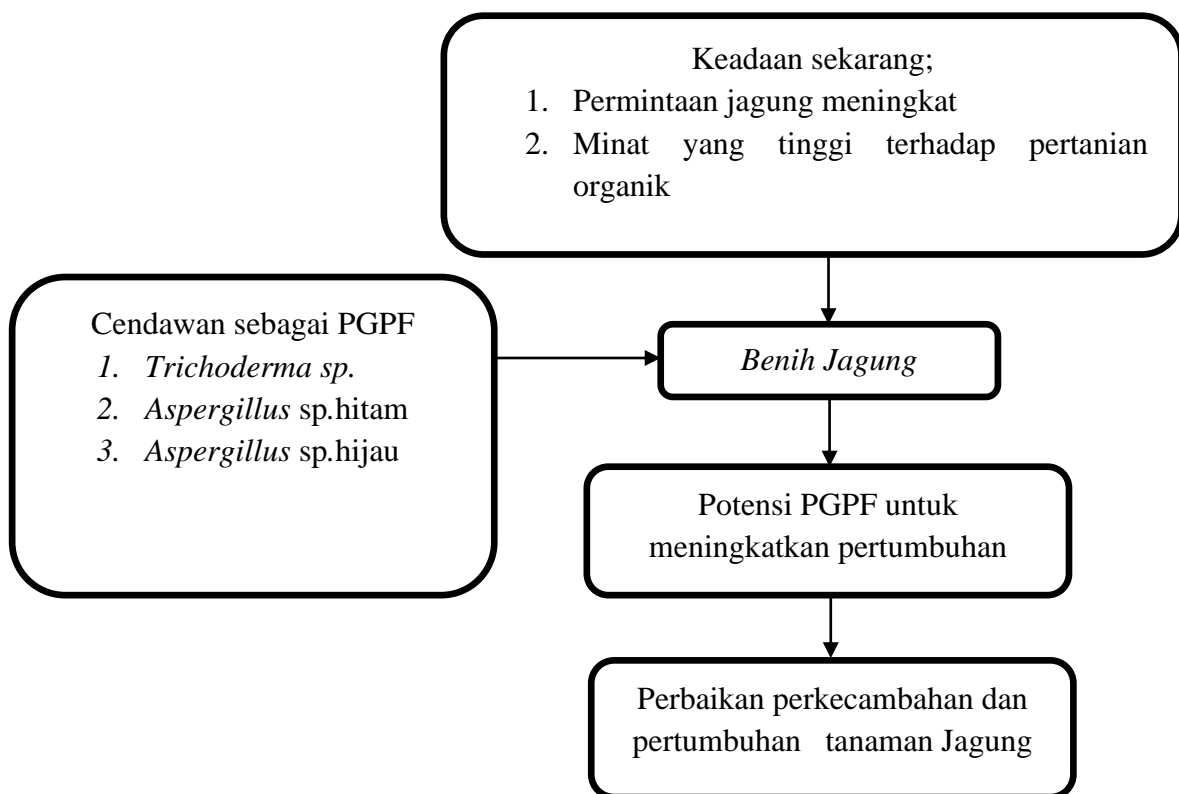 Keadaan sekarang;
1. Permintaan jagung meningkat
2. Minat yang tinggi terhadap pertanian
organik
Cendawan sebagai PGPF
1. Trichoderma sp.
2. Aspergillus sp.hitam
3. Aspergillus sp.hijau
Benih Jagung
Potensi PGPF untuk
meningkatkan pertumbuhan
Perbaikan perkecambahan dan
pertumbuhan tanaman Jagung